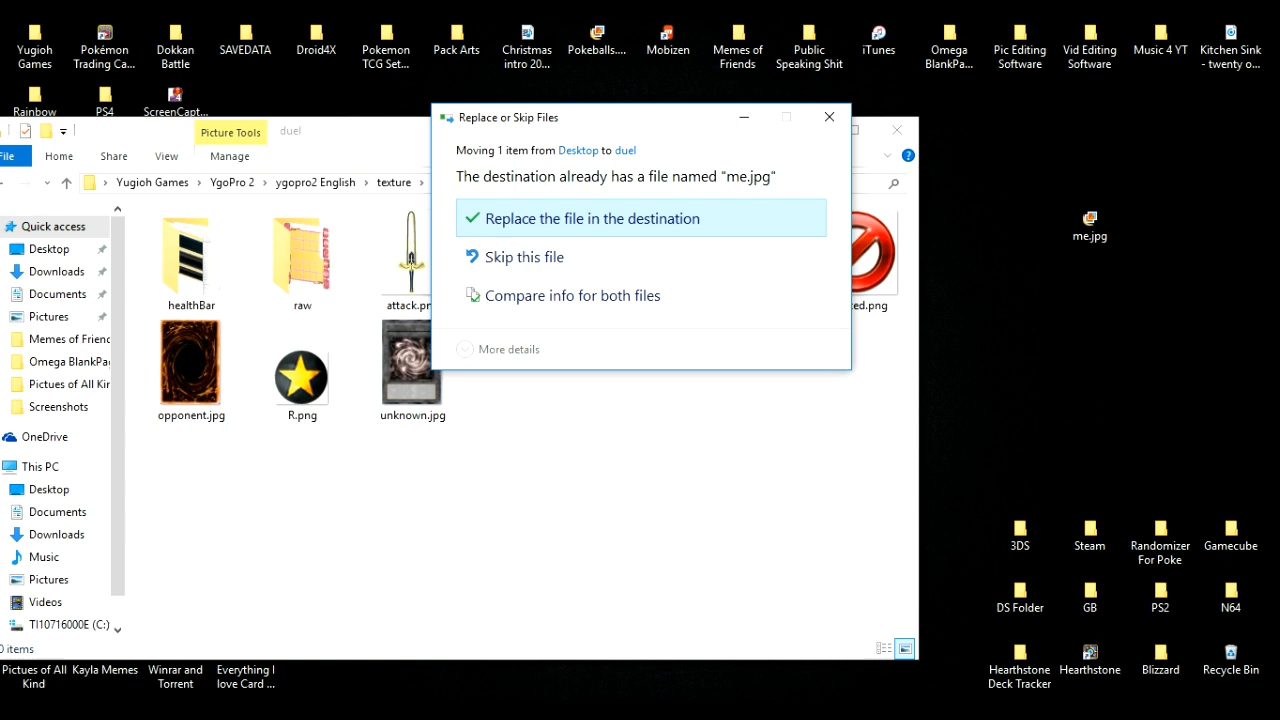 Yugioh Games
Pokémon Trading Ca...
Dokkan Battle
SAVEDATA
Droid4X
Pokemon TCG Set...
Pack Arts
Christmas intro 20...
Pokeballs....
Mobizen
Memes of Friends
Public Speaking Shit
iTunes
Omega BlankPa...
Pic Editing Software
Vid Editing Software
Music 4 YT
Kitchen Sink - twenty o...
Rainbow
PS4
ScreenCapt...
Picture Tools
duel
File
Home
Share
View
Manage
Yugioh Games
YgoPro 2
ygopro2 English
texture
Replace or Skip Files
Moving 1 item from Desktop to duel
The destination already has a file named "me.jpg"
Replace the file in the destination
Skip this file
Compare info for both files
More details
Quick access
Desktop
Downloads
Documents
Pictures
Memes of Friend
Omega BlankPa
Pictues of All Kin
Screenshots
OneDrive
This PC
Desktop
Documents
Downloads
Music
Pictures
Videos
TI10716000E (C:)
healthBar
raw
attack.pn
ed.png
opponent.jpg
R.png
unknown.jpg
0 items
me.jpg
3DS
Steam
Randomizer For Poke
Gamecube
DS Folder
GB
PS2
N64
Hearthstone Deck Tracker
Hearthstone
Blizzard
Recycle Bin
Pictues of All Kind
Kayla Memes
Winrar and Torrent
Everything I love Card ...